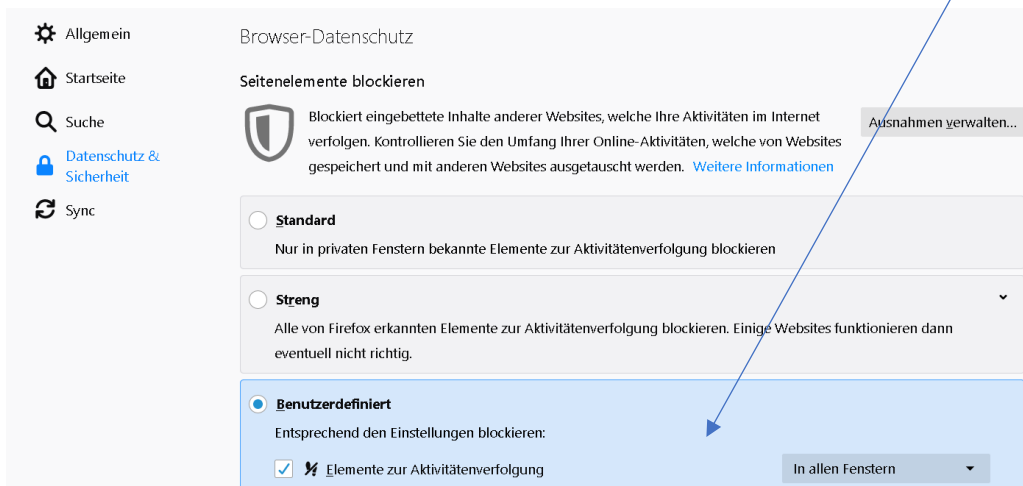 Allgemein
Startseite
Suche
Datenschutz &
Sicherheit
Sync
Browser-Datenschutz
Seitenelemente blockieren
Blockiert eingebettete Inhalte anderer Websites, welche Ihre Aktivitäten im Internet
verfolgen. Kontrollieren Sie den Umfang Ihrer Online-Aktivitäten, welche von Websites
gespeichert und mit anderen Websites ausgetauscht werden. Weitere Informationen
Ausnahmen verwalten...
Standard
Nur in privaten Fenstern bekannte Elemente zur Aktivitätenverfolgung blockieren
Streng
Alle von Firefox erkannten Elemente zur Aktivitätenverfolgung blockieren. Einige Websites funktionieren dann
eventuell nicht richtig.
Benutzerdefiniert
Entsprechend den Einstellungen blockieren:
Elemente zur Aktivitätenverfolgung
In allen Fenstern